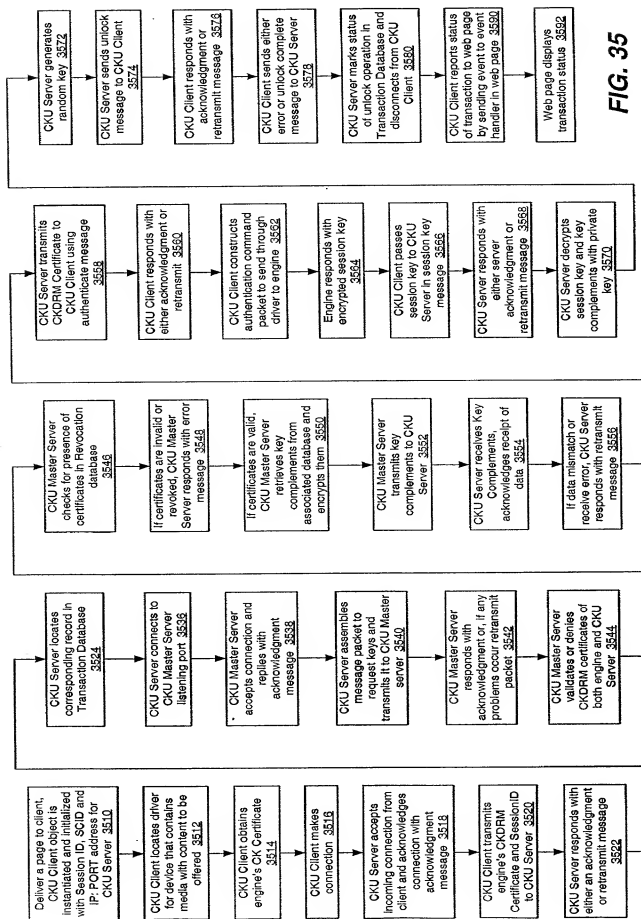 Deliver a page to client,
CKU Client object is
instantiated and initialized
with Session ID, SCID and
IP: PORT address for
CKU Server 3510
CKU Client locates driver
for device that contains
media with content to be
offered 3512
CKU Client obtains
engine's CK Certificate
3514
CKU Client makes
connection 3516
CKU Server accepts
Incoming connection from
client and acknowledges
connection with
acknowledgment
message 3518
CKU Client transmits
engine's CKDRM
Certificate and SessionID
to CKU Server 3520
CKU Server responds with
either an acknowledgment
or retransmit message
3522
CKU Server locates
corresponding record in
Transaction Database
3524
CKU Server connects to
CKU Master Server
listening port 3536
CKU Master Server
accepts connection and
replies with
acknowledgment
message 3538
CKU Server assembles
message packet to
request keys and
transmits it to CKU Master
server 3540
CKU Master Server
responds with
acknowledgment or, if any
problems occur retransmit
packet 3542
CKU Master Server
validates or denies
CKDRM certificates of
both engine and CKU
Server 3544
CKU Master Server
checks for presence of
certificates in Revocation
database
3546
If certificates are invalid or
revoked, CKU Master
Server responds with error
message 3548
If certificates are valid,
CKU Master Server
retrieves key
complements from
associated database and
encrypts them 3550
CKU Master Server
transmits key
complements to CKU
Server 3552
CKU Server receives Key
Complements,
acknowledges receipt of
data 3554
If data mismatch or
receive error, CKU Server
responds with retransmit
message 3556
CKU Server transmits
CKDRM Certificate to
CKU Client using
authenticate message
3558
CKU Client responds with
either acknowledgment or
retransmit 3560
CKU Client constructs
authentication command
packet to send through
driver to engine 3562
Engine responds with
encrypted session key
3564
CKU Client passes
session key to CKU
Server in session key
message 3566
CKU Server responds with
either server
acknowledgment or
retransmit message 3568
CKU Server decrypts
session key and key
complements with private
key 3570
CKU Server generates
random key 3572
CKU Server sends unlock
message to CKU Client
3574
CKU Client responds with
acknowledgment or
retransmit message 3576
CKU Client sends either
error or unlock complete
message to CKU Server
3578
CKU Server marks status
of unlock operation in
Transaction Database and
disconnects from CKU
Client 3580
CKU Client reports status
of transaction to web page
by sending event to event
handler in web page 3590
Web page displays
transaction status 3592
FIG. 35